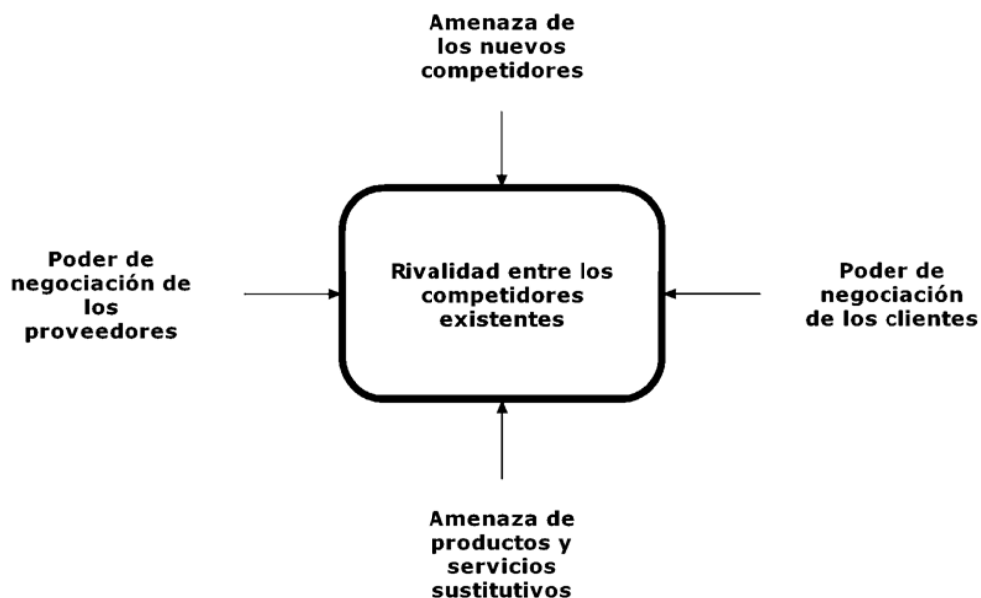 Amenaza de
los nuevos
competidores
Poder de
negociación de
los
proveedores
Rivalidad entre los
competidores
existentes
Poder de
negociación
de los clientes
Amenaza de
productos y
servicios
sustitutivos